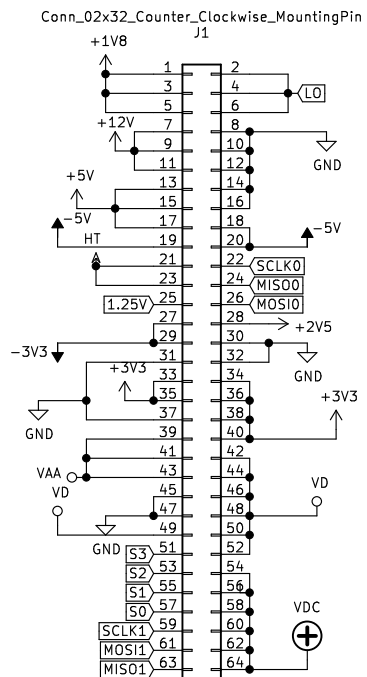 Conn_02x32_Counter_Clockwise_MountingPin
J1
+1V8
1 2
3 4 LO
5 6
+12V 7 8
9 10 GND
11 12
+5V 13 14
15 16
-5V 17 18 -5V
HT 19 20
21 22 SCLK0
23 24 MISO0
1.25V 25 26 MOSI0
27 28 +2V5
-3V3 29 30
31 32 GND
+3V3 33 34
35 36 +3V3
GND 37 38
39 40
41 42
VAA 43 44
VD 45 46 VD
47 48
GND 49 50
S3 51 52
S2 53 54
S1 55 56
S0 57 58 VDC
SCLK1 59 60
MOSI1 61 62
MISO1 63 64